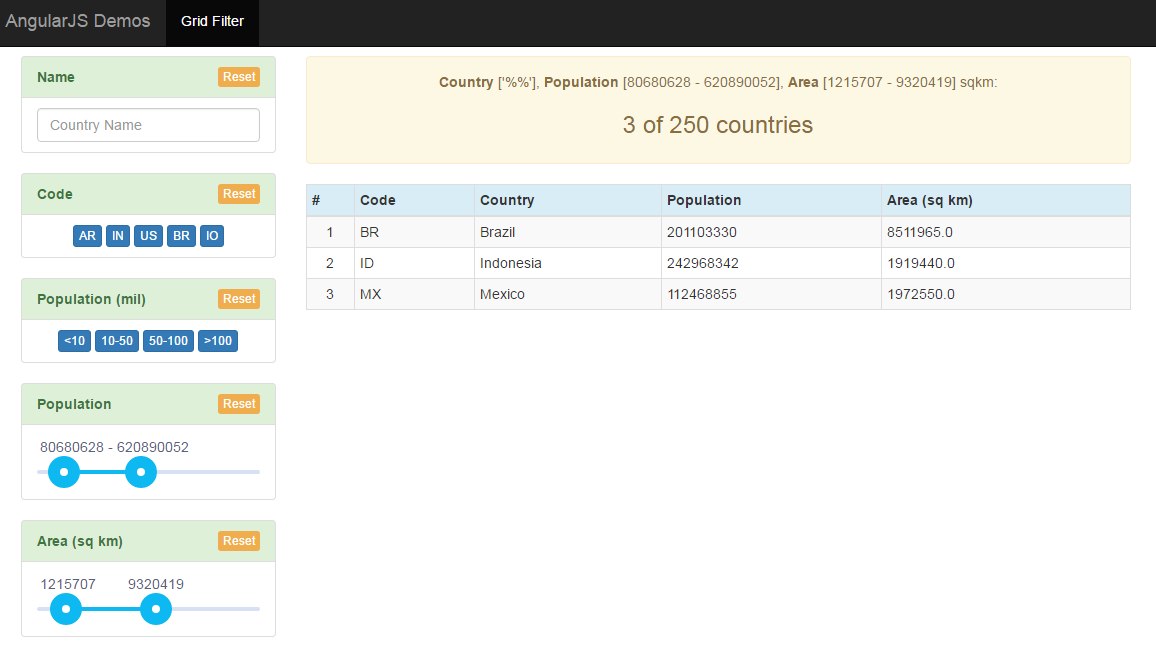 AngularJS Demos Grid Filter
Name Reset
Country Name
Code Reset
AR IN US BR IO
Population (mil) Reset
<10 10-50 50-100 >100
Population Reset
80680628 - 620890052
Area (sq km) Reset
1215707 9320419
Country ['%%'], Population [80680628 - 620890052], Area [1215707 - 9320419] sqkm:
3 of 250 countries
# Code Country Population Area (sq km)
1 BR Brazil 201103330 8511965.0
2 ID Indonesia 242968342 1919440.0
3 MX Mexico 112468855 1972550.0